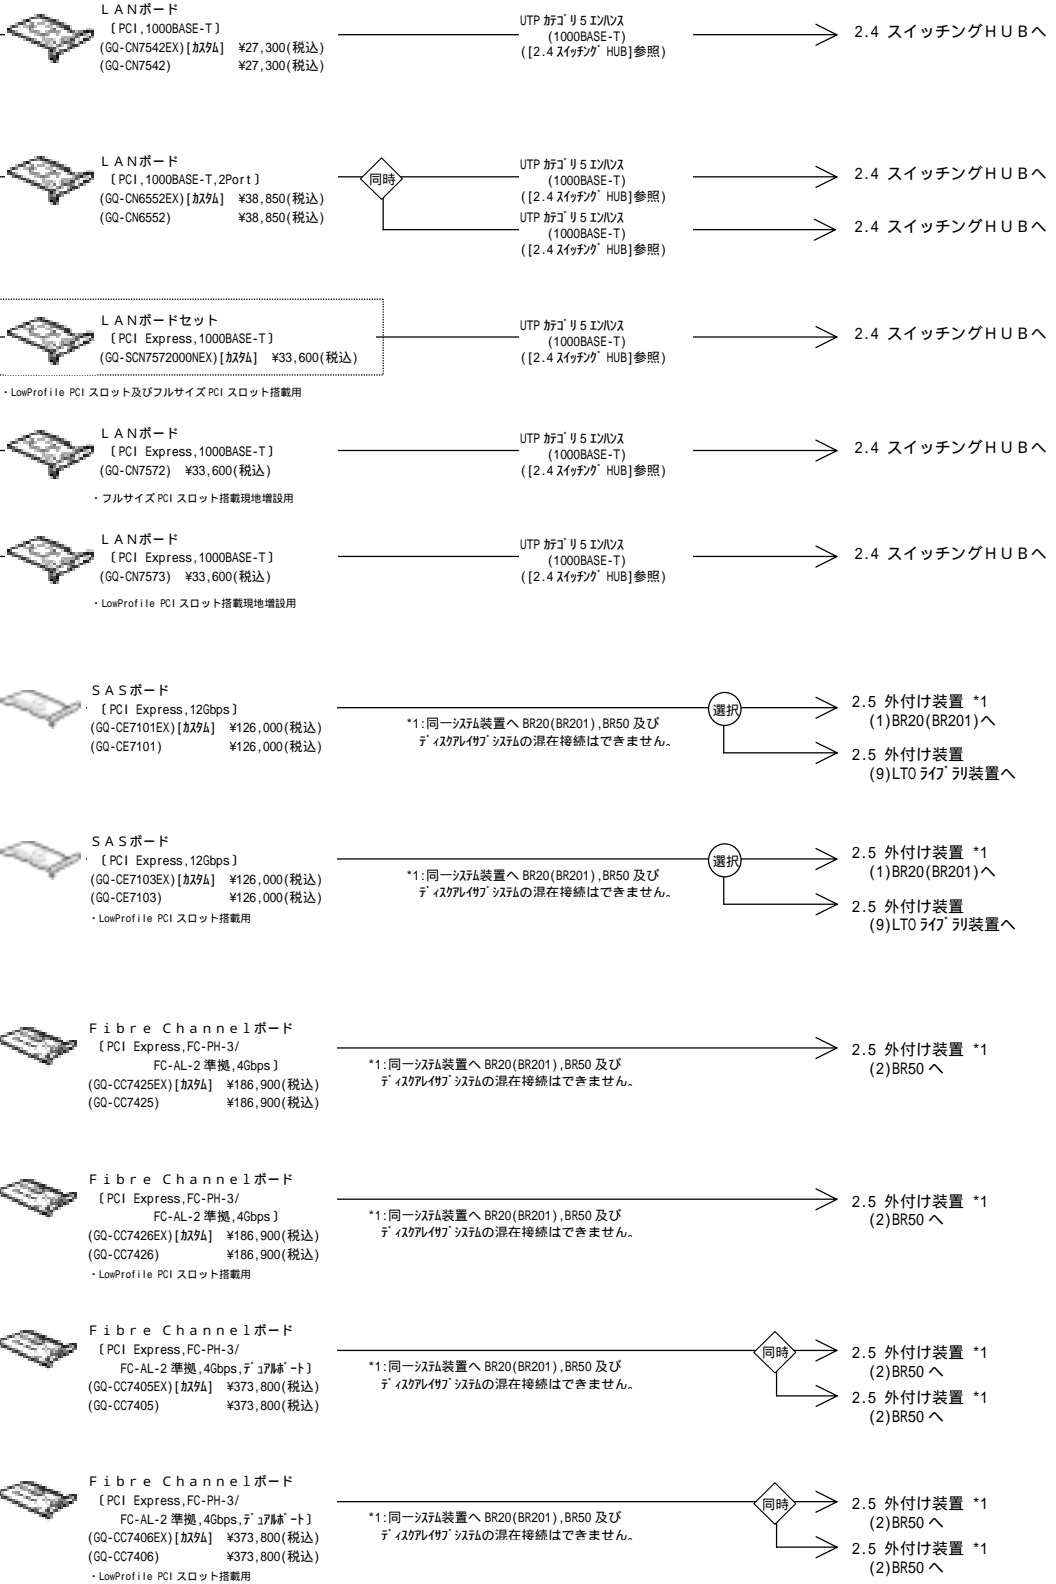 ＬＡＮボード
〔PCI,1000BASE-T〕
(GQ-CN7542EX)[ｶｽﾀﾑ] ¥27,300(税込)
(GQ-CN7542) ¥27,300(税込)
UTP ｶﾃｺﾞﾘ 5 ｴﾝﾊﾝｽ
(1000BASE-T)
([2.4 ｽｲｯﾁﾝｸﾞ HUB]参照)
2.4 スイッチングＨＵＢへ
ＬＡＮボード
〔PCI,1000BASE-T,2Port〕
(GQ-CN6552EX)[ｶｽﾀﾑ] ¥38,850(税込)
(GQ-CN6552) ¥38,850(税込)
同時
UTP ｶﾃｺﾞﾘ 5 ｴﾝﾊﾝｽ
(1000BASE-T)
([2.4 ｽｲｯﾁﾝｸﾞ HUB]参照)
2.4 スイッチングＨＵＢへ
UTP ｶﾃｺﾞﾘ 5 ｴﾝﾊﾝｽ
(1000BASE-T)
([2.4 ｽｲｯﾁﾝｸﾞ HUB]参照)
2.4 スイッチングＨＵＢへ
ＬＡＮボードセット
〔PCI Express,1000BASE-T〕
(GQ-SCN7572000NEX)[ｶｽﾀﾑ] ¥33,600(税込)
UTP ｶﾃｺﾞﾘ 5 ｴﾝﾊﾝｽ
(1000BASE-T)
([2.4 ｽｲｯﾁﾝｸﾞ HUB]参照)
2.4 スイッチングＨＵＢへ
・LowProfile PCI スロット及びフルサイズ PCI スロット搭載用
ＬＡＮボード
〔PCI Express,1000BASE-T〕
(GQ-CN7572) ¥33,600(税込)
・フルサイズ PCI スロット搭載現地増設用
UTP ｶﾃｺﾞﾘ 5 ｴﾝﾊﾝｽ
(1000BASE-T)
([2.4 ｽｲｯﾁﾝｸﾞ HUB]参照)
2.4 スイッチングＨＵＢへ
ＬＡＮボード
〔PCI Express,1000BASE-T〕
(GQ-CN7573) ¥33,600(税込)
・LowProfile PCI スロット搭載現地増設用
UTP ｶﾃｺﾞﾘ 5 ｴﾝﾊﾝｽ
(1000BASE-T)
([2.4 ｽｲｯﾁﾝｸﾞ HUB]参照)
2.4 スイッチングＨＵＢへ
ＳＡＳボード
〔PCI Express,12Gbps〕
(GQ-CE7101EX)[ｶｽﾀﾑ] ¥126,000(税込)
(GQ-CE7101) ¥126,000(税込)
*1:同一ｼｽﾃﾑ装置へ BR20(BR201),BR50 及び
ﾃﾞｨｽｸｱﾚｲｻﾌﾞｼｽﾃﾑの混在接続はできません。
選択
2.5 外付け装置 *1
(1)BR20(BR201)へ
2.5 外付け装置
(9)LTO ﾗｲﾌﾞﾗﾘ装置へ
ＳＡＳボード
〔PCI Express,12Gbps〕
(GQ-CE7103EX)[ｶｽﾀﾑ] ¥126,000(税込)
(GQ-CE7103) ¥126,000(税込)
・LowProfile PCI スロット搭載用
*1:同一ｼｽﾃﾑ装置へ BR20(BR201),BR50 及び
ﾃﾞｨｽｸｱﾚｲｻﾌﾞｼｽﾃﾑの混在接続はできません。
選択
2.5 外付け装置 *1
(1)BR20(BR201)へ
2.5 外付け装置
(9)LTO ﾗｲﾌﾞﾗﾘ装置へ
Ｆｉｂｒｅ Ｃｈａｎｎｅｌボード
〔PCI Express,FC-PH-3/
FC-AL-2 準拠,4Gbps〕
(GQ-CC7425EX)[ｶｽﾀﾑ] ¥186,900(税込)
(GQ-CC7425) ¥186,900(税込)
*1:同一ｼｽﾃﾑ装置へ BR20(BR201),BR50 及び
ﾃﾞｨｽｸｱﾚｲｻﾌﾞｼｽﾃﾑの混在接続はできません。
2.5 外付け装置 *1
(2)BR50 へ
Ｆｉｂｒｅ Ｃｈａｎｎｅｌボード
〔PCI Express,FC-PH-3/
FC-AL-2 準拠,4Gbps〕
(GQ-CC7426EX)[ｶｽﾀﾑ] ¥186,900(税込)
(GQ-CC7426) ¥186,900(税込)
・LowProfile PCI スロット搭載用
*1:同一ｼｽﾃﾑ装置へ BR20(BR201),BR50 及び
ﾃﾞｨｽｸｱﾚｲｻﾌﾞｼｽﾃﾑの混在接続はできません。
2.5 外付け装置 *1
(2)BR50 へ
Ｆｉｂｒｅ Ｃｈａｎｎｅｌボード
〔PCI Express,FC-PH-3/
FC-AL-2 準拠,4Gbps,ﾃﾞｭｱﾙﾎﾟｰﾄ〕
(GQ-CC7405EX)[ｶｽﾀﾑ] ¥373,800(税込)
(GQ-CC7405) ¥373,800(税込)
*1:同一ｼｽﾃﾑ装置へ BR20(BR201),BR50 及び
ﾃﾞｨｽｸｱﾚｲｻﾌﾞｼｽﾃﾑの混在接続はできません。
同時
2.5 外付け装置 *1
(2)BR50 へ
2.5 外付け装置 *1
(2)BR50 へ
Ｆｉｂｒｅ Ｃｈａｎｎｅｌボード
〔PCI Express,FC-PH-3/
FC-AL-2 準拠,4Gbps,ﾃﾞｭｱﾙﾎﾟｰﾄ〕
(GQ-CC7406EX)[ｶｽﾀﾑ] ¥373,800(税込)
(GQ-CC7406) ¥373,800(税込)
・LowProfile PCI スロット搭載用
*1:同一ｼｽﾃﾑ装置へ BR20(BR201),BR50 及び
ﾃﾞｨｽｸｱﾚｲｻﾌﾞｼｽﾃﾑの混在接続はできません。
同時
2.5 外付け装置 *1
(2)BR50 へ
2.5 外付け装置 *1
(2)BR50 へ